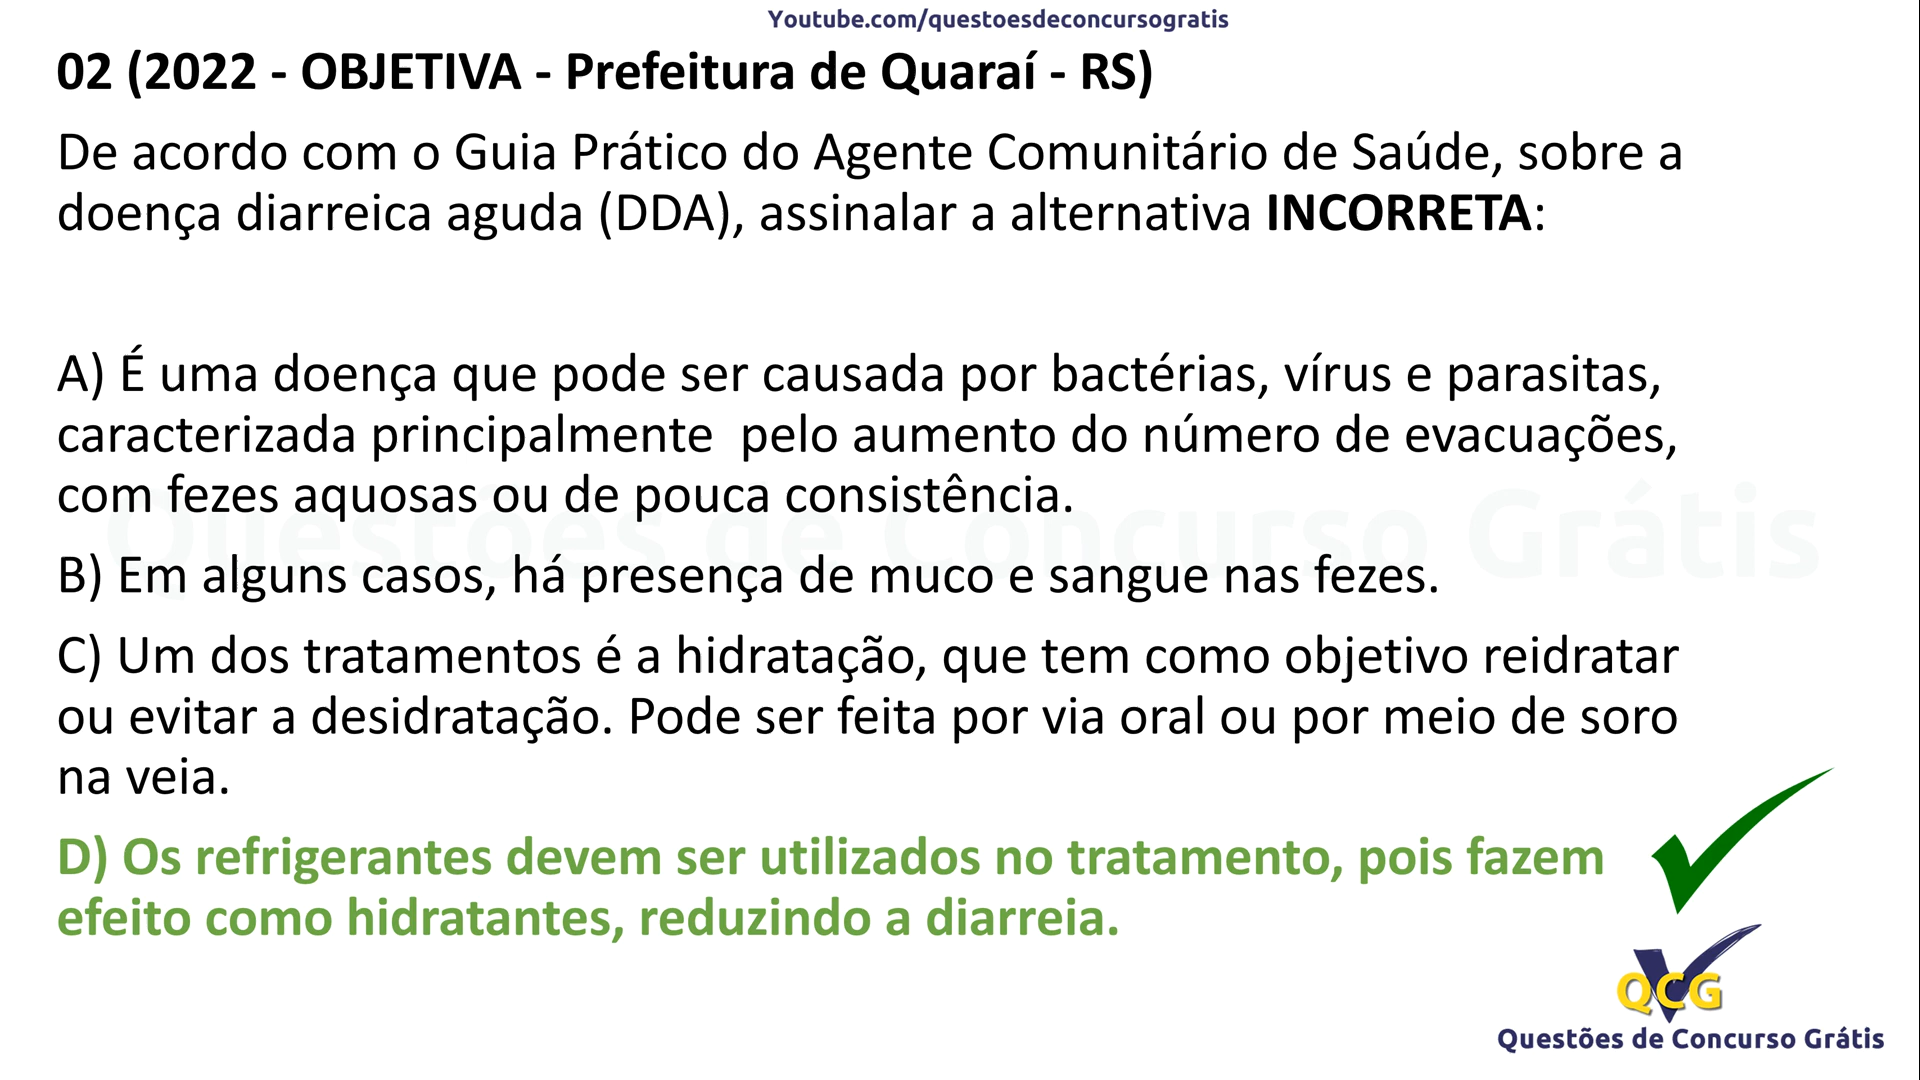 Youtube.com/questoesdeconcursogratis
02 (2022 - OBJETIVA - Prefeitura de Quaraí - RS)
De acordo com o Guia Prático do Agente Comunitário de Saúde, sobre a
doença diarreica aguda (DDA), assinalar a alternativa INCORRETA:
A) É uma doença que pode ser causada por bactérias, vírus e parasitas,
caracterizada principalmente pelo aumento do número de evacuações,
com fezes aquosas ou de pouca consistência.
Questões de Concurso Grátis
B) Em alguns casos, há presença de muco e sangue nas fezes.
C) Um dos tratamentos é a hidratação, que tem como objetivo reidratar
ou evitar a desidratação. Pode ser feita por via oral ou por meio de soro
na veia.
D) Os refrigerantes devem ser utilizados no tratamento, pois fazem
efeito como hidratantes, reduzindo a diarreia.
QCG
Questões de Concurso Grátis